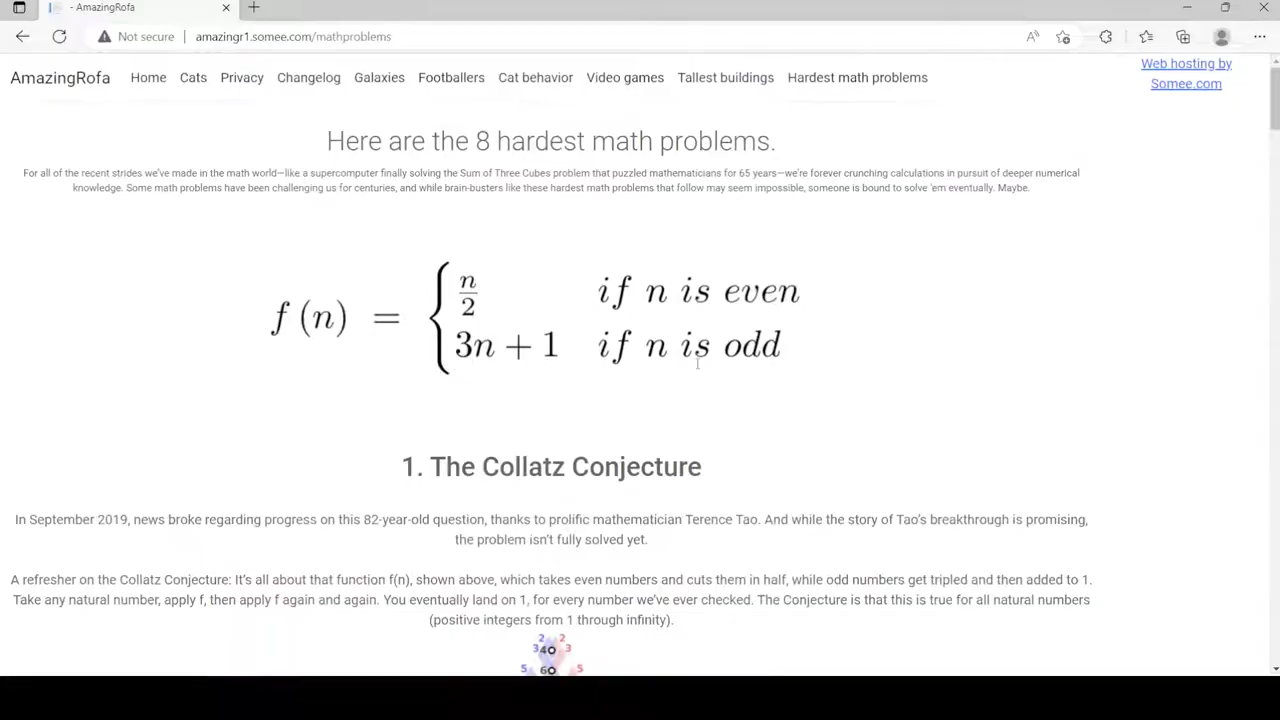 - AmazingRofa
Not secure | amazingr1.somee.com/mathproblems
AmazingRofa Home Cats Privacy Changelog Galaxies Footballers Cat behavior Video games Tallest buildings Hardest math problems
Web hosting by
Somee.com
Here are the 8 hardest math problems.
For all of the recent strides we've made in the math world—like a supercomputer finally solving the Sum of Three Cubes problem that puzzled mathematicians for 65 years—we're forever crunching calculations in pursuit of deeper numerical
knowledge. Some math problems have been challenging us for centuries, and while brain-busters like these hardest math problems that follow may seem impossible, someone is bound to solve 'em eventually. Maybe.
f (n) = { n/2 if n is even
3n + 1 if n is odd
1. The Collatz Conjecture
In September 2019, news broke regarding progress on this 82-year-old question, thanks to prolific mathematician Terence Tao. And while the story of Tao's breakthrough is promising,
the problem isn't fully solved yet.
A refresher on the Collatz Conjecture: It's all about that function f(n), shown above, which takes even numbers and cuts them in half, while odd numbers get tripled and then added to 1.
Take any natural number, apply f, then apply f again and again. You eventually land on 1, for every number we've ever checked. The Conjecture is that this is true for all natural numbers
(positive integers from 1 through infinity).
2 2
3 40 3
5 60 5